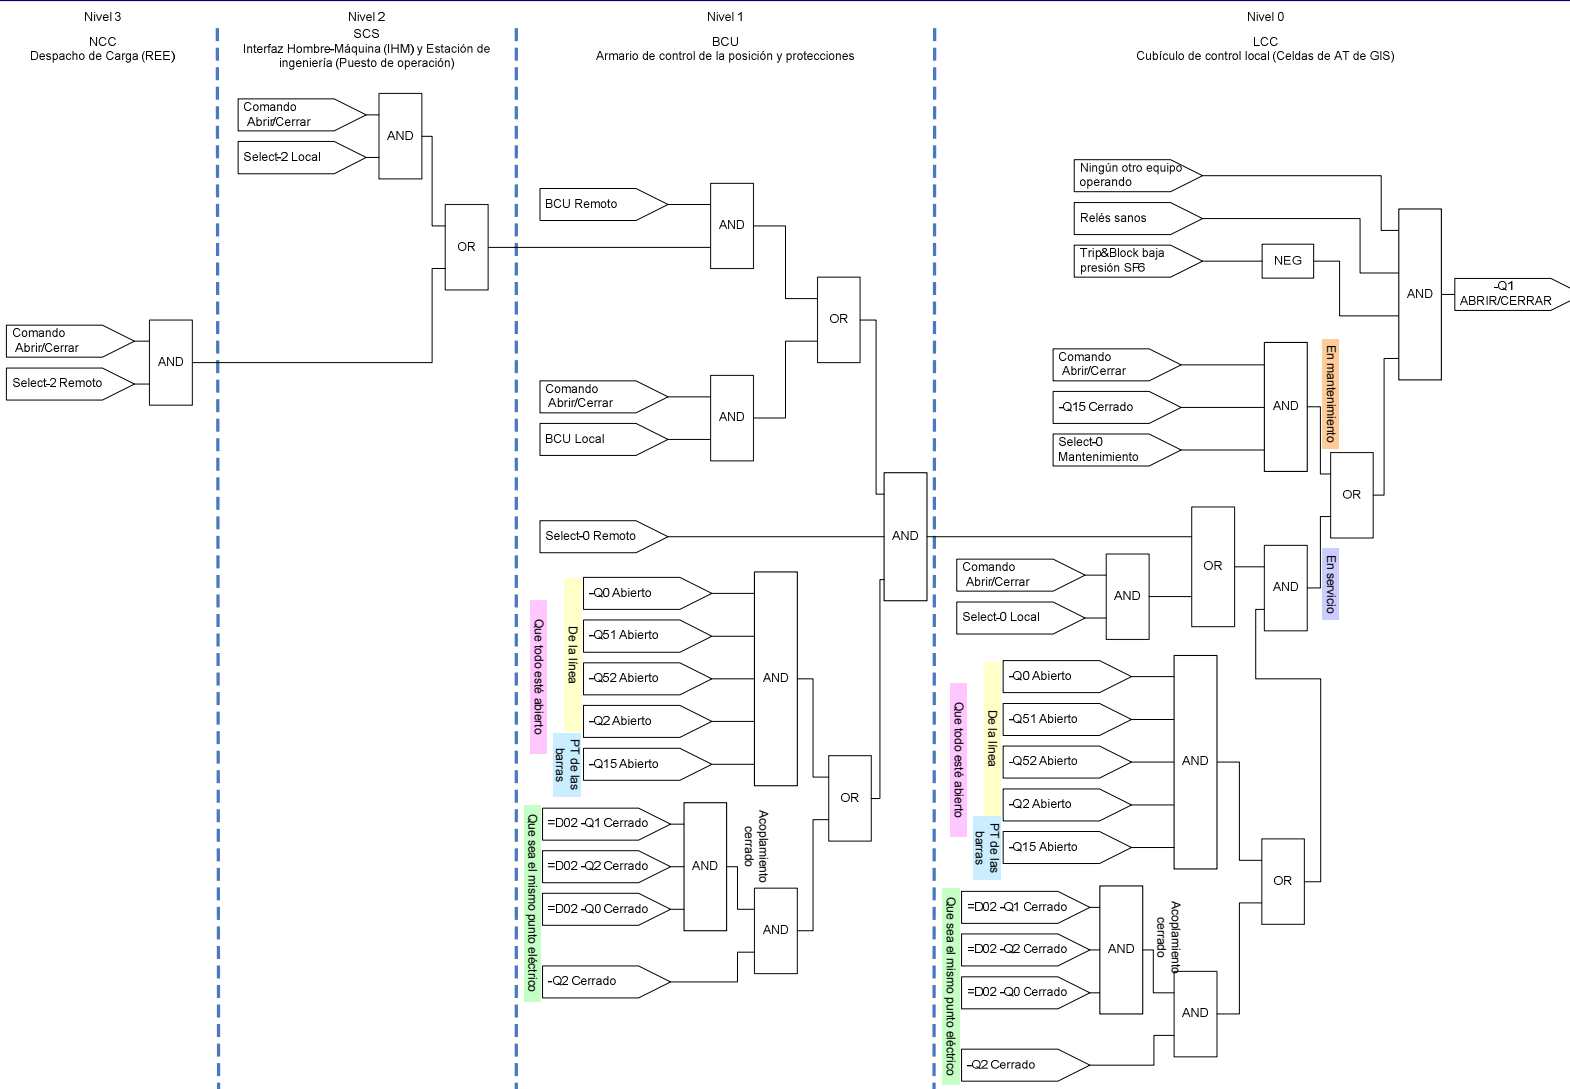 Nivel 3
NCC
Despacho de Carga (REE)
Comando
Abrir/Cerrar
Select-2 Remoto
AND
Nivel 2
SCS
Interfaz Hombre-Máquina (IHM) y Estación de
ingeniería (Puesto de operación)
Comando
Abrir/Cerrar
Select-2 Local
AND
OR
Nivel 1
BCU
Armario de control de la posición y protecciones
BCU Remoto
AND
OR
Comando
Abrir/Cerrar
BCU Local
AND
Select-0 Remoto
AND
Que todo esté abierto
De la línea
PT de las
barras
-Q0 Abierto
-Q51 Abierto
-Q52 Abierto
-Q2 Abierto
-Q15 Abierto
AND
OR
Que sea el mismo punto eléctrico
=D02 -Q1 Cerrado
=D02 -Q2 Cerrado
=D02 -Q0 Cerrado
AND
Acoplamiento
cerrado
-Q2 Cerrado
AND
Nivel 0
LCC
Cubículo de control local (Celdas de AT de GIS)
Ningún otro equipo
operando
Relés sanos
Trip&Block baja
presión SF6
NEG
AND
-Q1
ABRIR/CERRAR
Comando
Abrir/Cerrar
-Q15 Cerrado
Select-0
Mantenimiento
AND
En mantenimiento
OR
Comando
Abrir/Cerrar
Select-0 Local
AND
OR
AND
En servicio
Que todo esté abierto
De la línea
PT de las
barras
-Q0 Abierto
-Q51 Abierto
-Q52 Abierto
-Q2 Abierto
-Q15 Abierto
AND
OR
Que sea el mismo punto eléctrico
=D02 -Q1 Cerrado
=D02 -Q2 Cerrado
=D02 -Q0 Cerrado
AND
Acoplamiento
cerrado
-Q2 Cerrado
AND